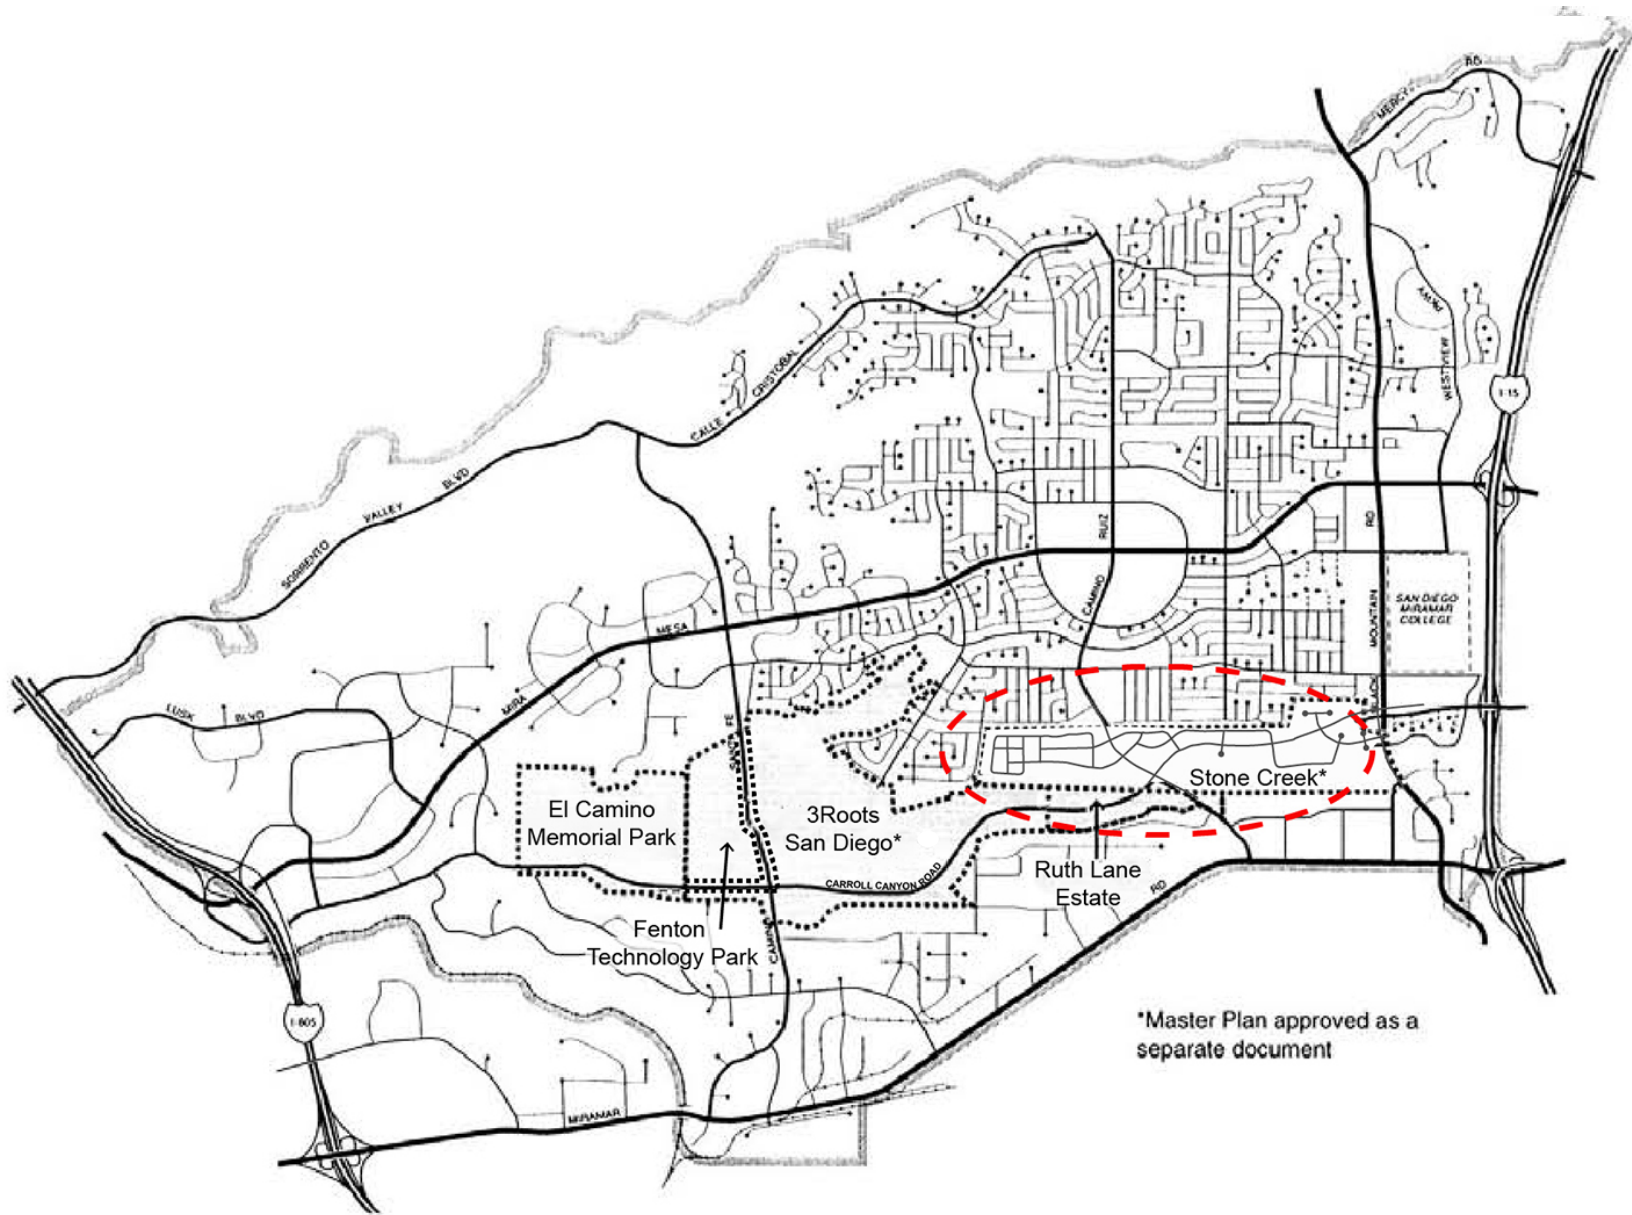 MERCY
RD
PKWY
WESTVIEW
I-15
CALLE
CRISTOBAL
SORRENTO
VALLEY
BLVD
RUIZ
CAMINO
RD
MOUNTAIN
BLACK
SAN DIEGO
MIRAMAR
COLLEGE
MIRA
MESA
LUSK
BLVD
SANTA FE
CAMINO
El Camino
Memorial Park
3Roots
San Diego*
Stone Creek*
Ruth Lane
Estate
CARROLL CANYON ROAD
Fenton
Technology Park
RD
I-805
MIRAMAR
*Master Plan approved as a
separate document